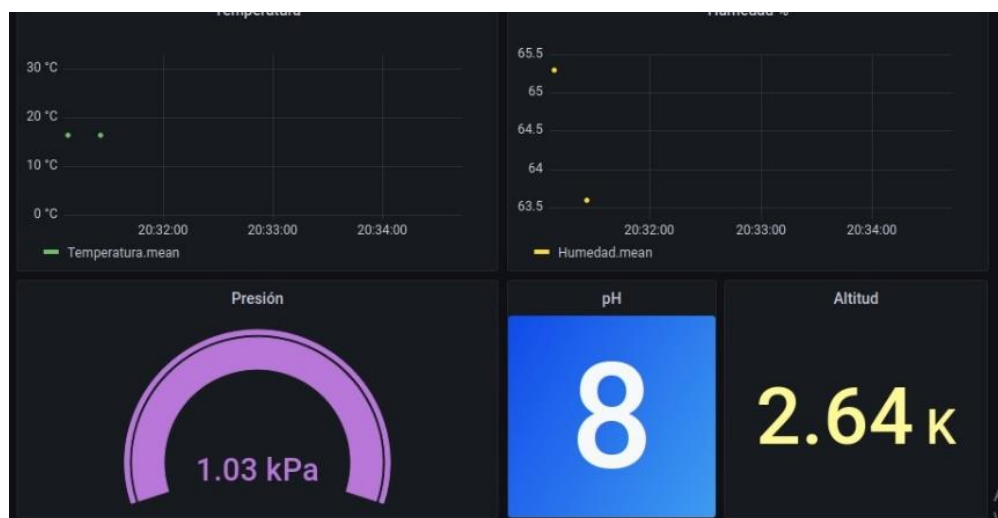 Temperatura
30 °C
20 °C
10 °C
0 °C
20:32:00
20:33:00
20:34:00
Temperatura.mean
Humedad %
65.5
65
64.5
64
63.5
20:32:00
20:33:00
20:34:00
Humedad.mean
Presión
1.03 kPa
pH
8
Altitud
2.64 K